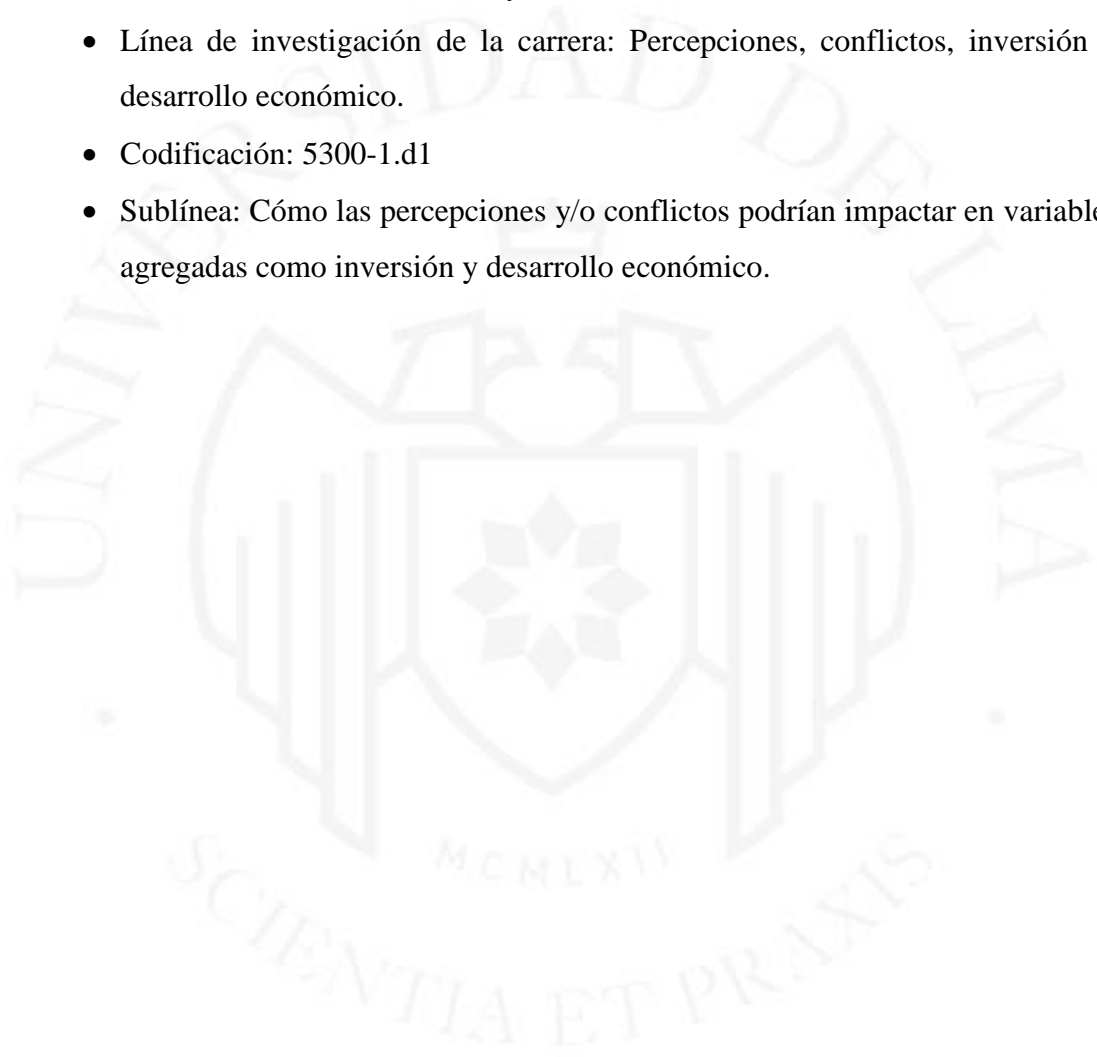 • Línea de investigación de la carrera: Percepciones, conflictos, inversión
desarrollo económico.
• Codificación: 5300-1.d1
• Sublínea: Cómo las percepciones y/o conflictos podrían impactar en variable
agregadas como inversión y desarrollo económico.
UNIVERSIDAD DE LIMA
MCMLXII
SCIENTIA ET PRAXIS